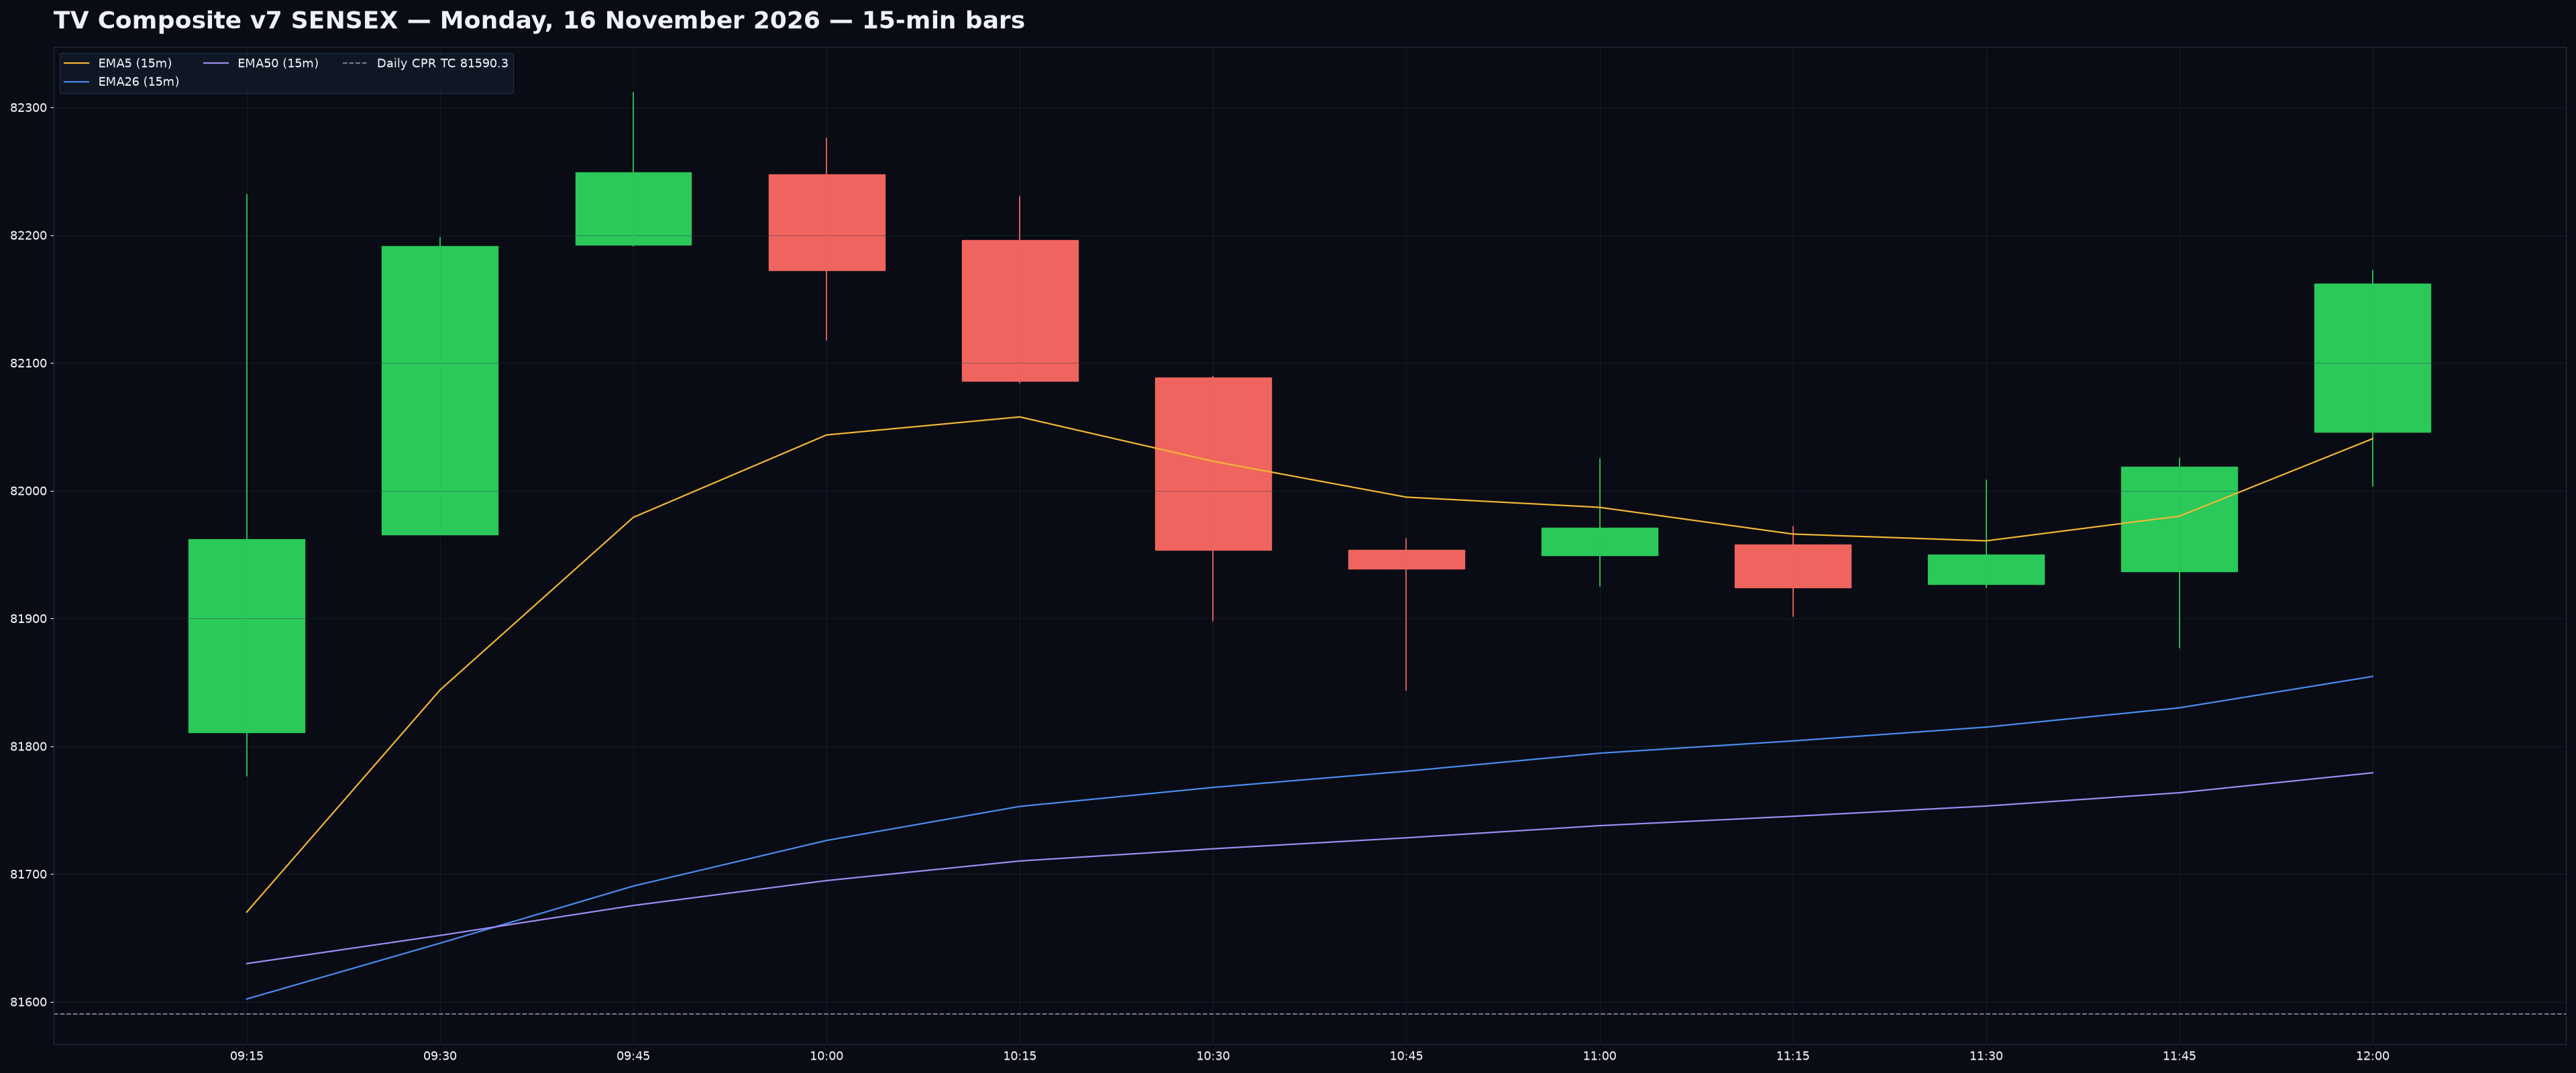 TV Composite v7 SENSEX — Monday, 16 November 2026 — 15-min bars
EMA5 (15m) EMA50 (15m) Daily CPR TC 81590.3
EMA26 (15m)
82300
82200
82100
82000
81900
81800
81700
81600
09:15 09:30 09:45 10:00 10:15 10:30 10:45 11:00 11:15 11:30 11:45 12:00